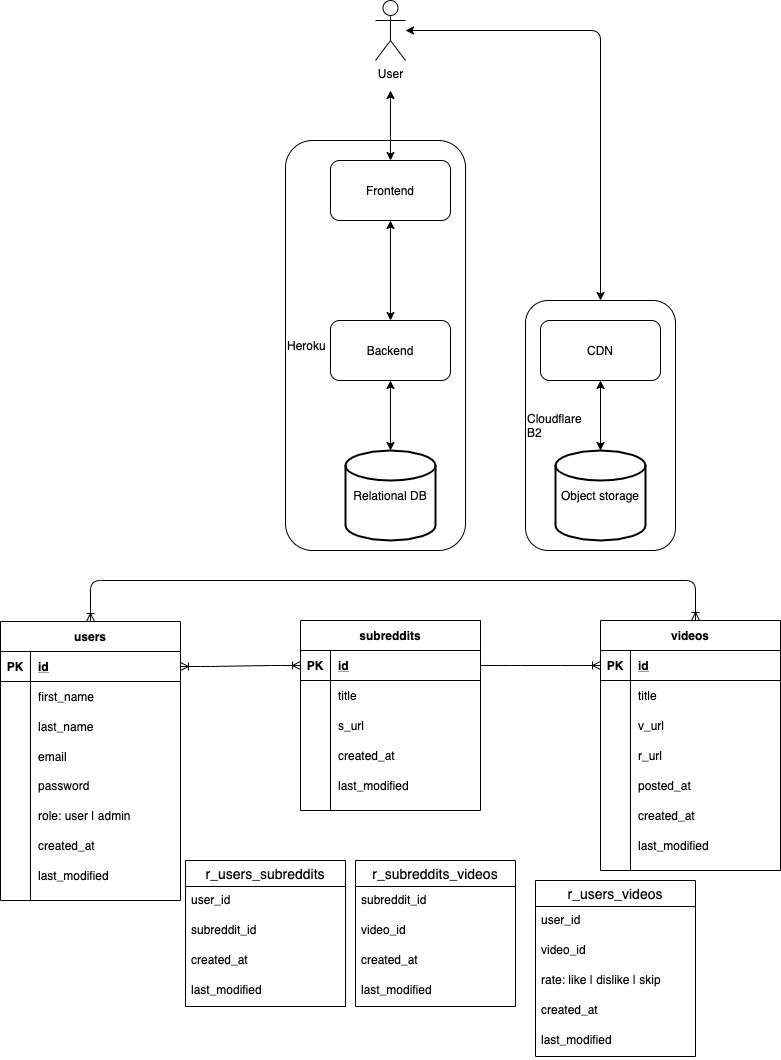 User
Frontend
Heroku
Backend
CDN
Cloudflare
B2
Relational DB
Object storage
users
PK id
first_name
last_name
email
password
role: user | admin
created_at
last_modified
subreddits
PK id
title
s_url
created_at
last_modified
videos
PK id
title
v_url
r_url
posted_at
created_at
last_modified
r_users_subreddits
user_id
subreddit_id
created_at
last_modified
r_subreddits_videos
subreddit_id
video_id
created_at
last_modified
r_users_videos
user_id
video_id
rate: like | dislike | skip
created_at
last_modified